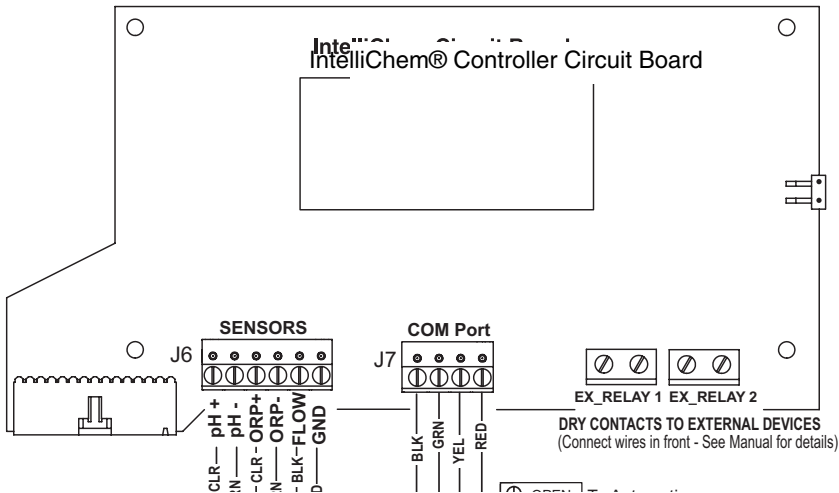 IntelliChem® Controller Circuit Board
SENSORS
J6
pH +
pH -
ORP+
ORP-
FLOW
GND
CLR
CLR
BLK
COM Port
J7
BLK
GRN
YEL
RED
EX_RELAY 1 EX_RELAY 2
DRY CONTACTS TO EXTERNAL DEVICES
(Connect wires in front - See Manual for details)